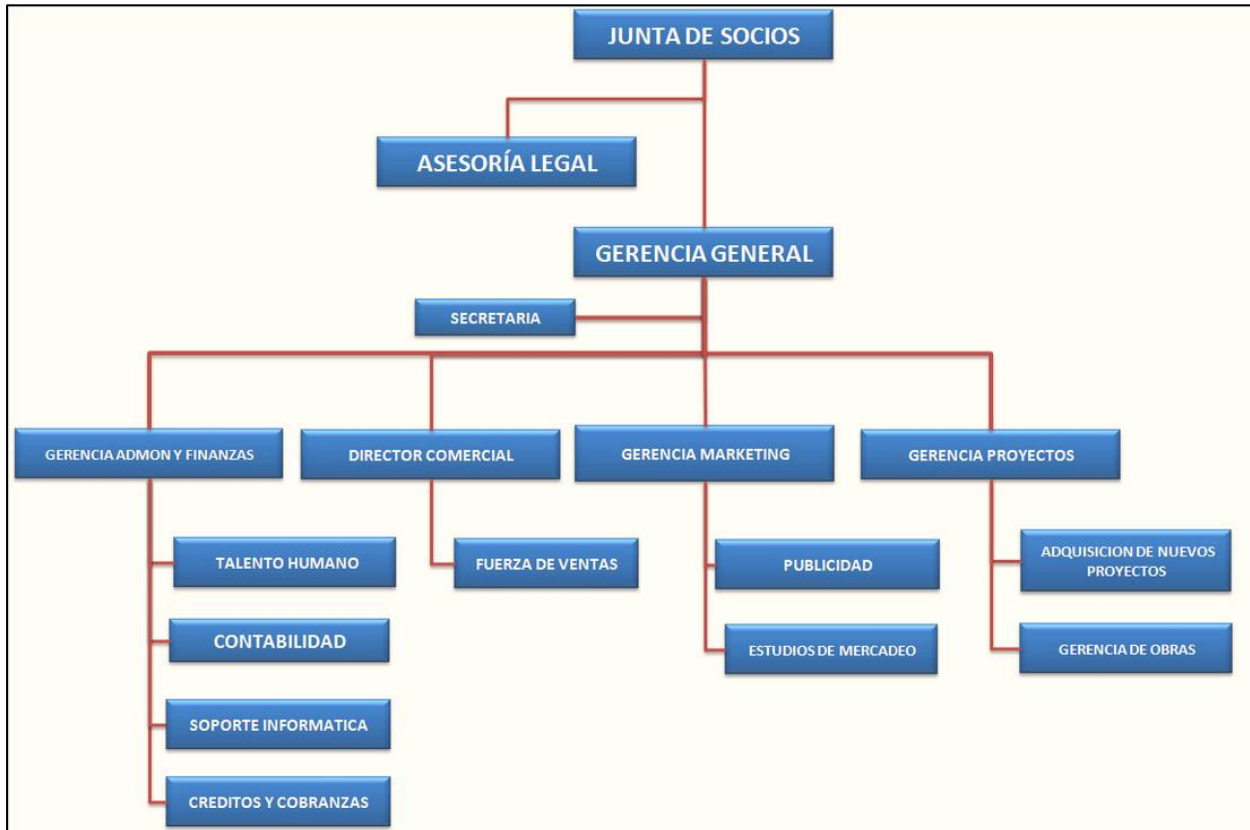 JUNTA DE SOCIOS
ASESORÍA LEGAL
GERENCIA GENERAL
SECRETARIA
GERENCIA ADMON Y FINANZAS
DIRECTOR COMERCIAL
GERENCIA MARKETING
GERENCIA PROYECTOS
TALENTO HUMANO
CONTABILIDAD
SOPORTE INFORMATICA
CREDITOS Y COBRANZAS
FUERZA DE VENTAS
PUBLICIDAD
ESTUDIOS DE MERCADEO
ADQUISICION DE NUEVOS
PROYECTOS
GERENCIA DE OBRAS